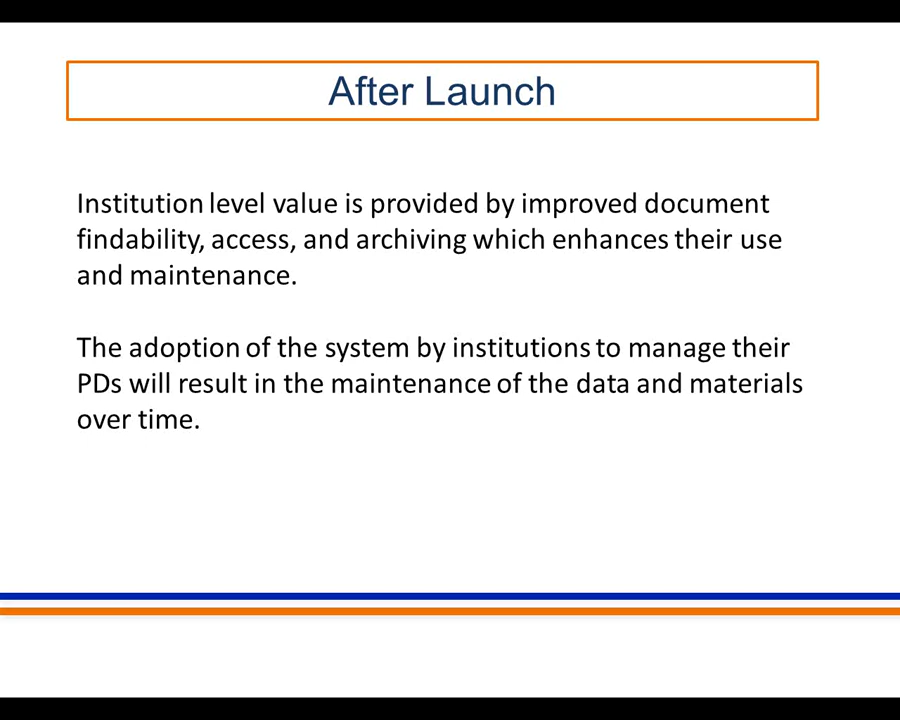 After Launch
Institution level value is provided by improved document
findability, access, and archiving which enhances their use
and maintenance.
The adoption of the system by institutions to manage their
PDs will result in the maintenance of the data and materials
over time.